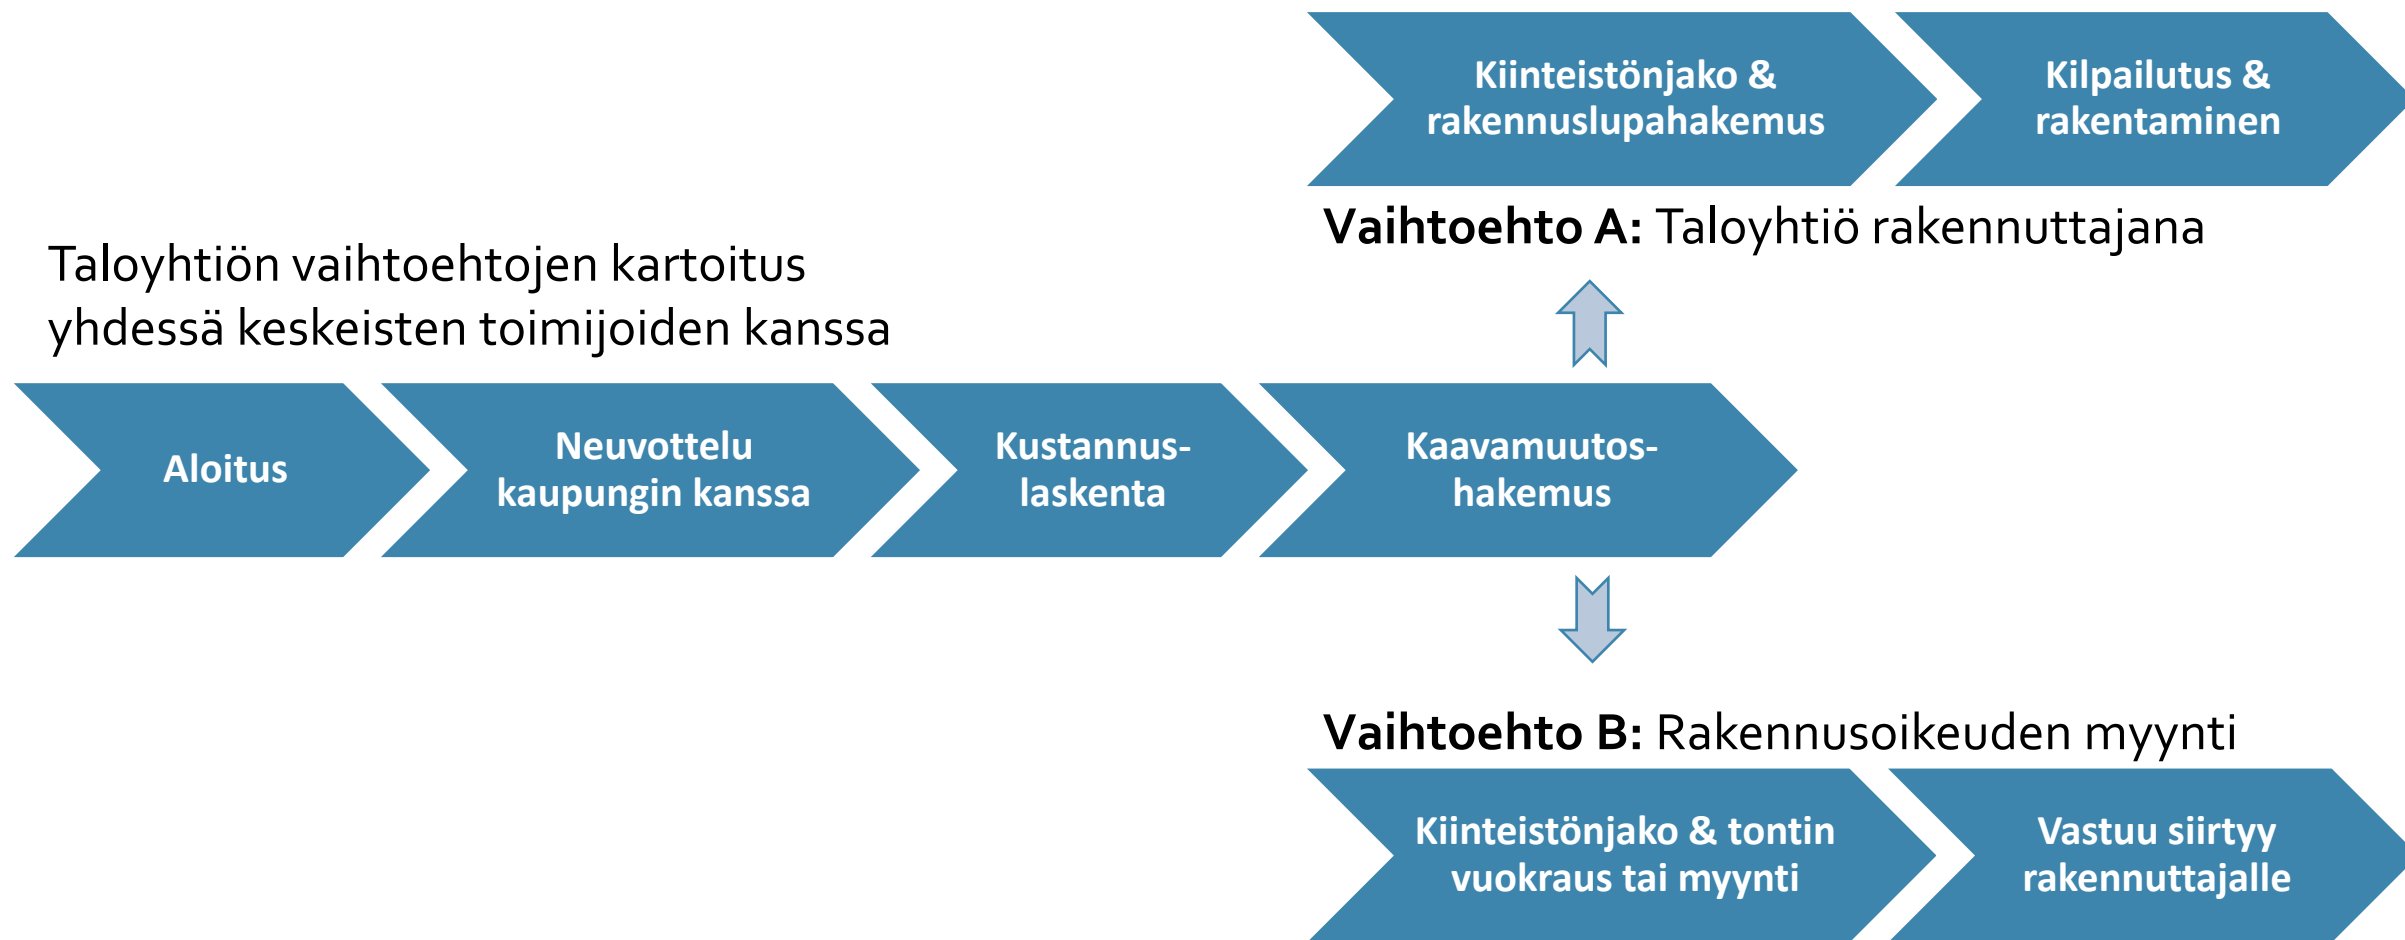 Kiinteistönjako &
rakennuslupahakemus
Kilpailutus &
rakentaminen
Vaihtoehto A: Taloyhtiö rakennuttajana
Taloyhtiön vaihtoehtojen kartoitus
yhdessä keskeisten toimijoiden kanssa
Aloitus
Neuvottelu
kaupungin kanssa
Kustannus-
laskenta
Kaavamuutos-
hakemus
Vaihtoehto B: Rakennusoikeuden myynti
Kiinteistönjako & tontin
vuokraus tai myynti
Vastuu siirtyy
rakennuttajalle